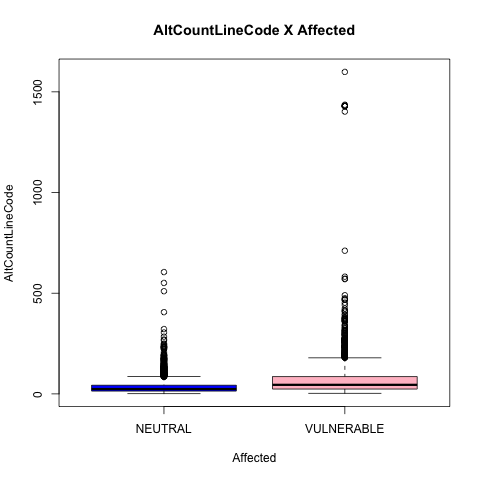 AltCountLineCode X Affected
AltCountLineCode
1500
1000
500
0
NEUTRAL
VULNERABLE
Affected